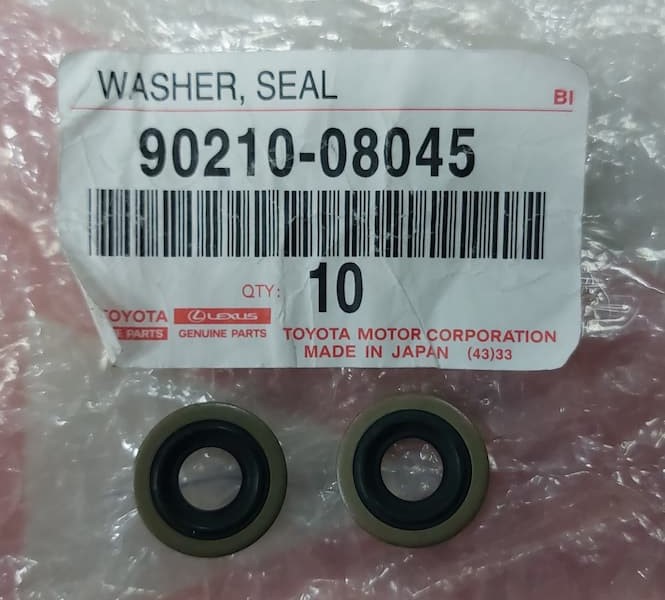 WASHER, SEAL
BI
90210-08045
QTY: 10
TOYOTA LEXUS
PARTS GENUINE PARTS
TOYOTA MOTOR CORPORATION
MADE IN JAPAN (43)33